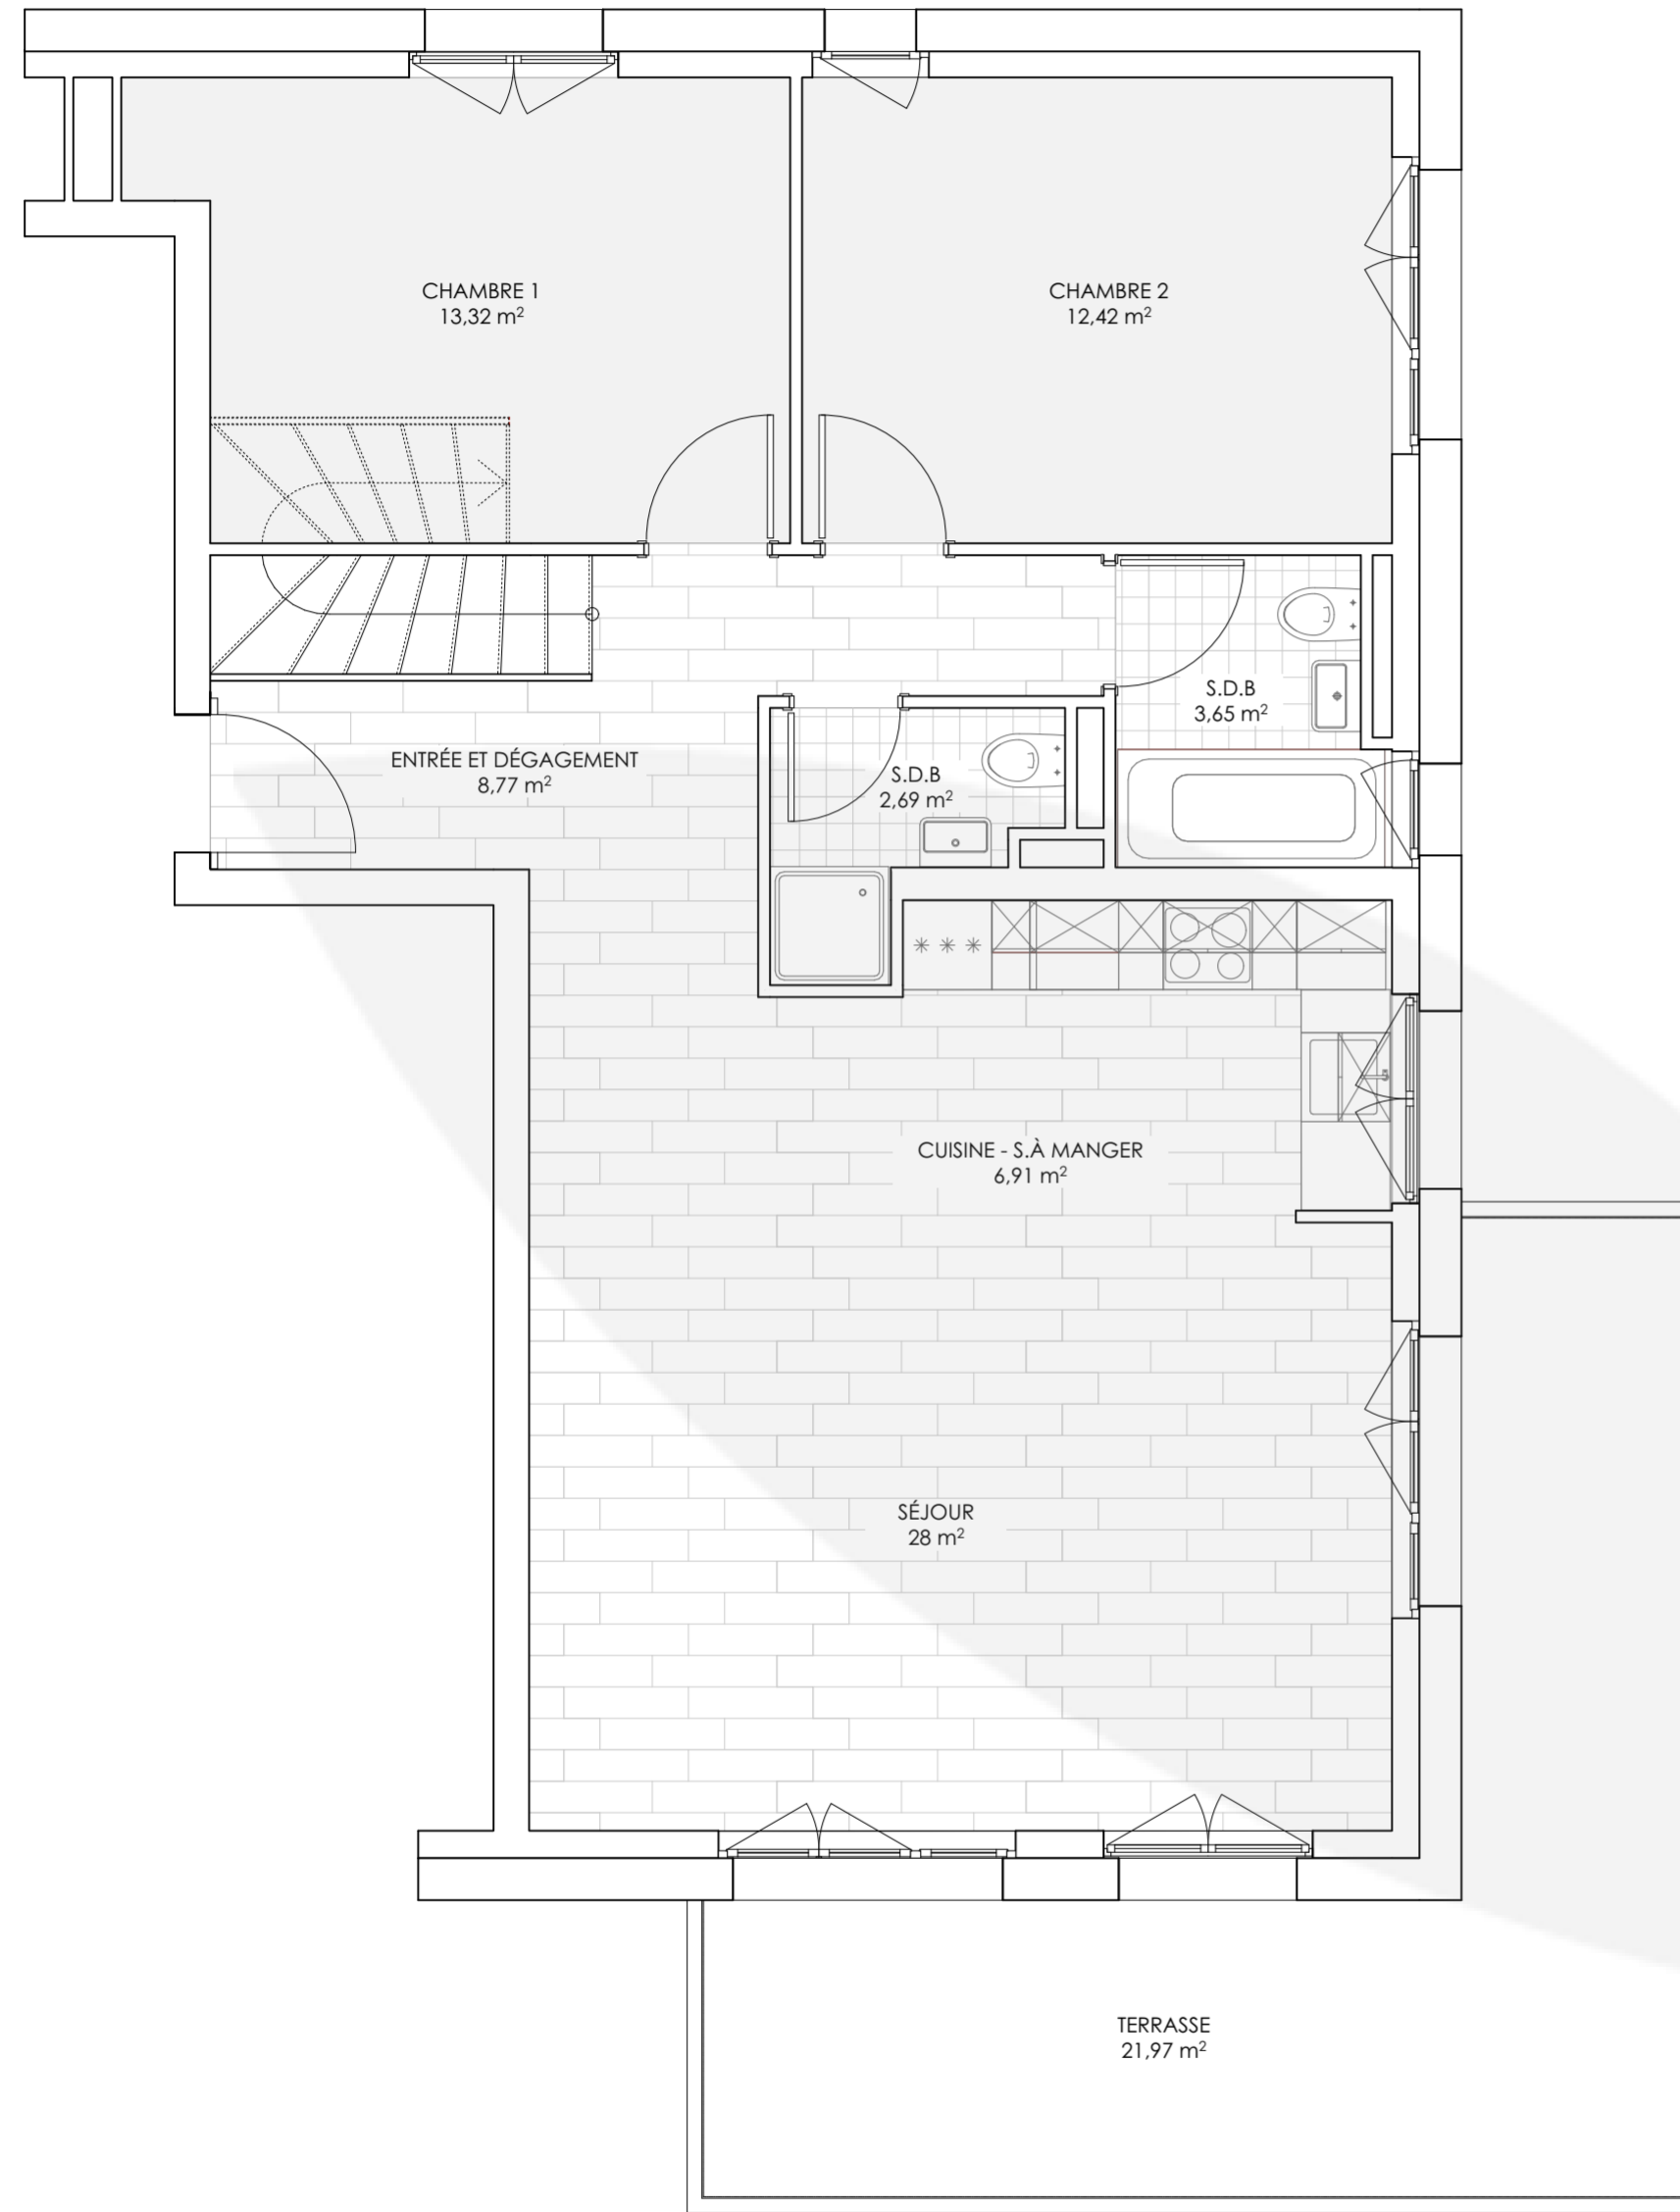 CHAMBRE 1
13,32 m²
CHAMBRE 2
12,42 m²
S.D.B
3,65 m²
ENTRÉE ET DÉGAGEMENT
8,77 m²
S.D.B
2,69 m²
CUISINE - S.À MANGER
6,91 m²
SÉJOUR
28 m²
TERRASSE
21,97 m²